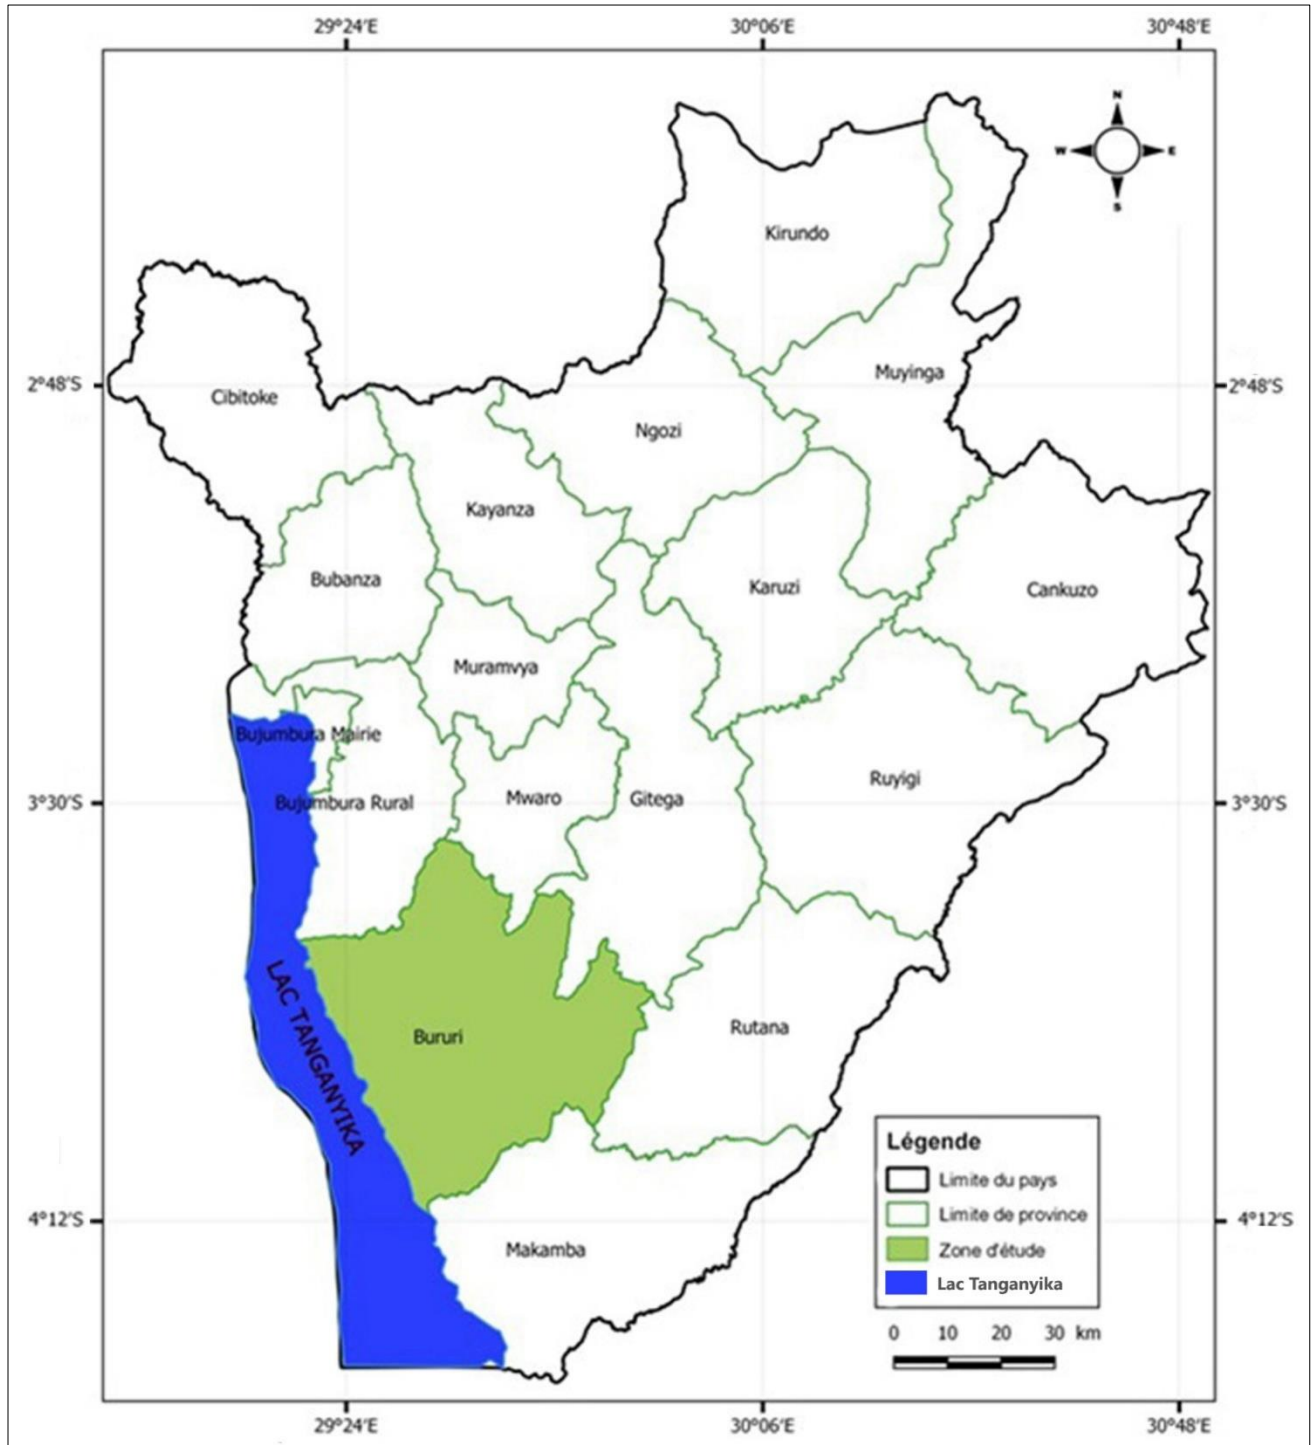 29°24'E 30°06'E 30°48'E
N
W E
S
Kirundo
Muyinga
2°48'S 2°48'S
Cibitoke
Ngozi
Kayanza
Bubanza
Karuzi
Cankuzo
Muramvya
Bujumbura Mairie
Ruyigi
Mwaro
Gitega
3°30'S 3°30'S
Bujumbura Rural
LAC TANGANYIKA
Bururi
Rutana
Légende
Limite du pays
Limite de province
Zone d'étude
Lac Tanganyika
4°12'S 4°12'S
Makamba
0 10 20 30 km
29°24'E 30°06'E 30°48'E